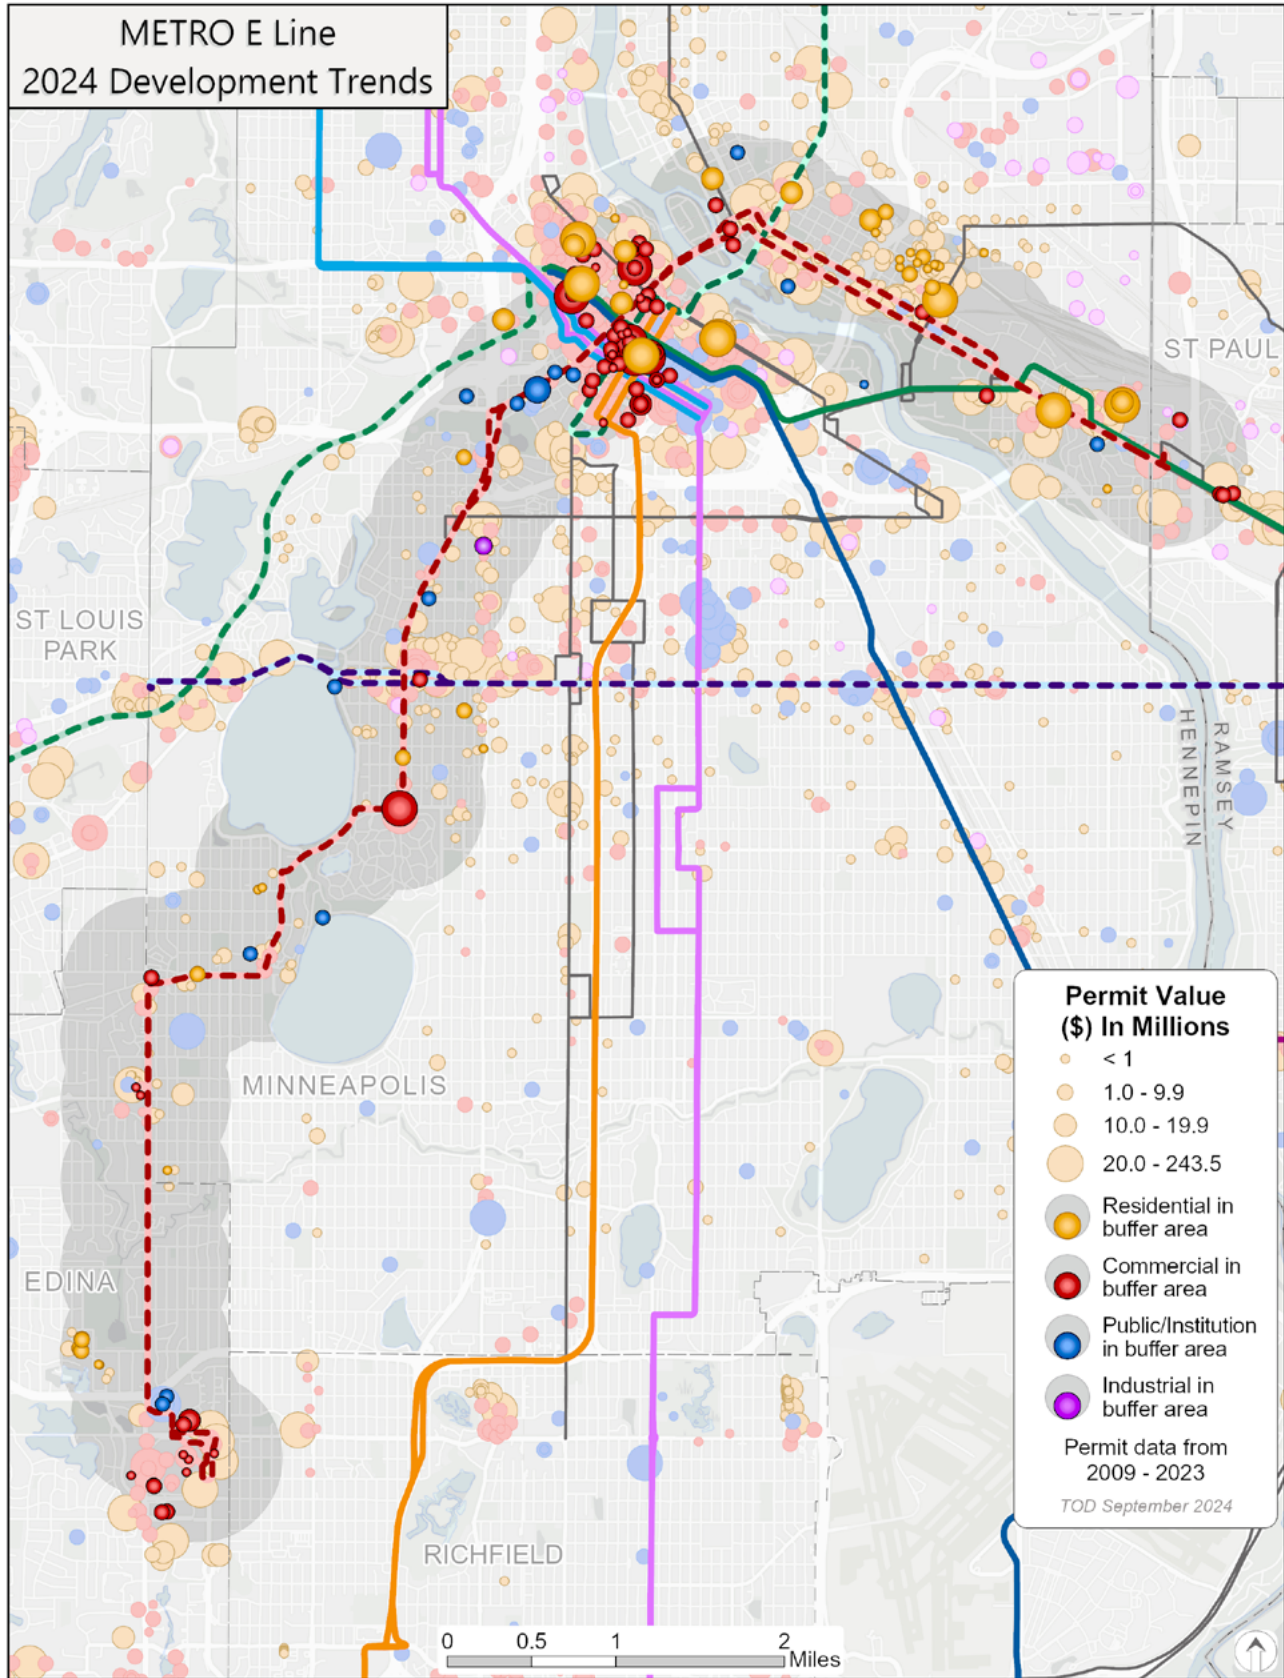 METRO E Line
2024 Development Trends
ST PAUL
ST LOUIS
PARK
RAMSEY
HENNEPIN
MINNEAPOLIS
EDINA
RICHFIELD
Permit Value
($) In Millions
< 1
1.0 - 9.9
10.0 - 19.9
20.0 - 243.5
Residential in
buffer area
Commercial in
buffer area
Public/Institution
in buffer area
Industrial in
buffer area
Permit data from
2009 - 2023
TOD September 2024
0 0.5 1 2
Miles